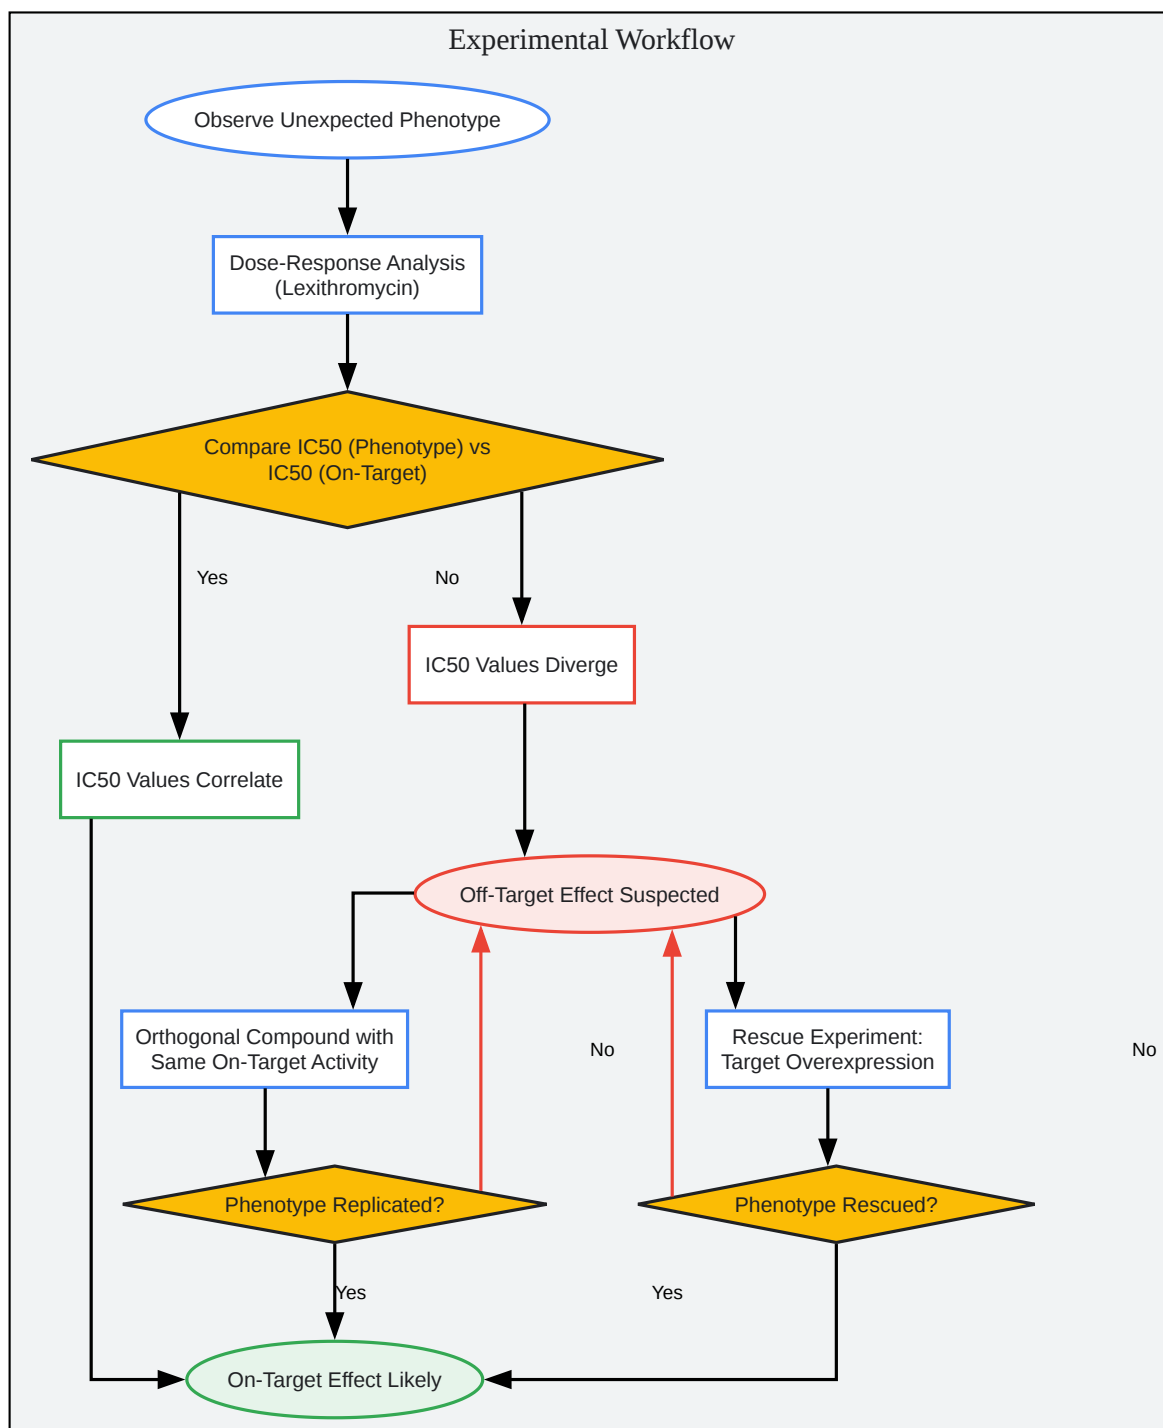 Experimental Workflow
Observe Unexpected Phenotype
Dose-Response Analysis
(Lexithromycin)
Compare IC50 (Phenotype) vs
IC50 (On-Target)
Yes
No
IC50 Values Diverge
IC50 Values Correlate
Off-Target Effect Suspected
Orthogonal Compound with
Same On-Target Activity
No
Rescue Experiment:
Target Overexpression
No
Phenotype Replicated?
Phenotype Rescued?
Yes
Yes
On-Target Effect Likely